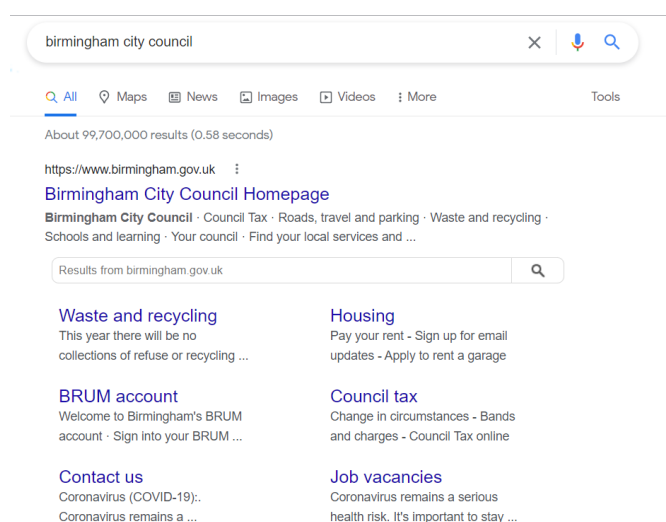 birmingham city council
All Maps News Images Videos More Tools
About 99,700,000 results (0.58 seconds)
https://www.birmingham.gov.uk
Birmingham City Council Homepage
Birmingham City Council · Council Tax · Roads, travel and parking · Waste and recycling ·
Schools and learning · Your council · Find your local services and ...
Results from birmingham.gov.uk
Waste and recycling
This year there will be no
collections of refuse or recycling ...
Housing
Pay your rent - Sign up for email
updates - Apply to rent a garage
BRUM account
Welcome to Birmingham's BRUM
account · Sign into your BRUM ...
Council tax
Change in circumstances - Bands
and charges - Council Tax online
Contact us
Coronavirus (COVID-19):.
Coronavirus remains a ...
Job vacancies
Coronavirus remains a serious
health risk. It's important to stay ...